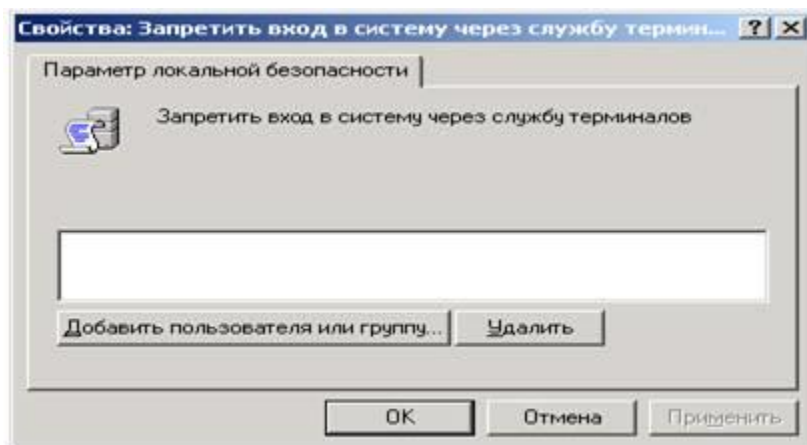 Свойства: Запретить вход в систему через службу термин...
Параметр локальной безопасности
Запретить вход в систему через службу терминалов
Добавить пользователя или группу... Удалить
OK Отмена Применить